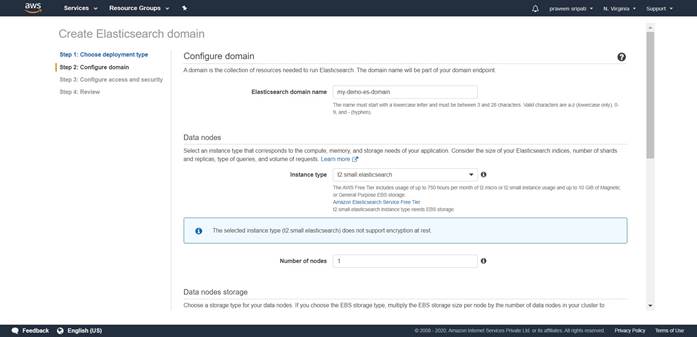 aws Services Resource Groups praveen sripati N. Virginia Support
Create Elasticsearch domain
Step 1: Choose deployment type
Step 2: Configure domain
Step 3: Configure access and security
Step 4: Review
Configure domain
A domain is the collection of resources needed to run Elasticsearch. The domain name will be part of your domain endpoint.
Elasticsearch domain name my-demo-es-domain
The name must start with a lowercase letter and must be between 3 and 28 characters. Valid characters are a-z (lowercase only), 0-
9, and - (hyphen).
Data nodes
Select an instance type that corresponds to the compute, memory, and storage needs of your application. Consider the size of your Elasticsearch indices, number of shards
and replicas, type of queries, and volume of requests. Learn more
Instance type t2.small.elasticsearch
The AWS Free Tier includes usage of up to 750 hours per month of t2.micro or t2.small instance usage and up to 10 GB of Magnetic
or General Purpose EBS storage.
Amazon Elasticsearch Service Free Tier
t2.small.elasticsearch instance type needs EBS storage.
The selected instance type (t2.small.elasticsearch) does not support encryption at rest.
Number of nodes 1
Data nodes storage
Choose a storage type for your data nodes. If you choose the EBS storage type, multiply the EBS storage size per node by the number of data nodes in your cluster to
Feedback English (US) © 2008 - 2020, Amazon Internet Services Private Ltd. or its affiliates. All rights reserved. Privacy Policy Terms of Use